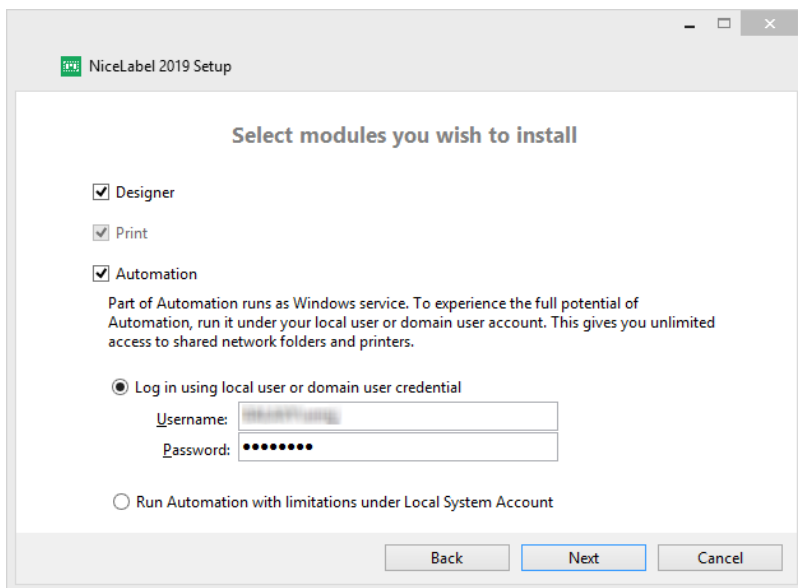 NiceLabel 2019 Setup
Select modules you wish to install
Designer
Print
Automation
Part of Automation runs as Windows service. To experience the full potential of
Automation, run it under your local user or domain user account. This gives you unlimited
access to shared network folders and printers.
Log in using local user or domain user credential
Username:
Password: ●●●●●●●●
Run Automation with limitations under Local System Account
Back Next Cancel